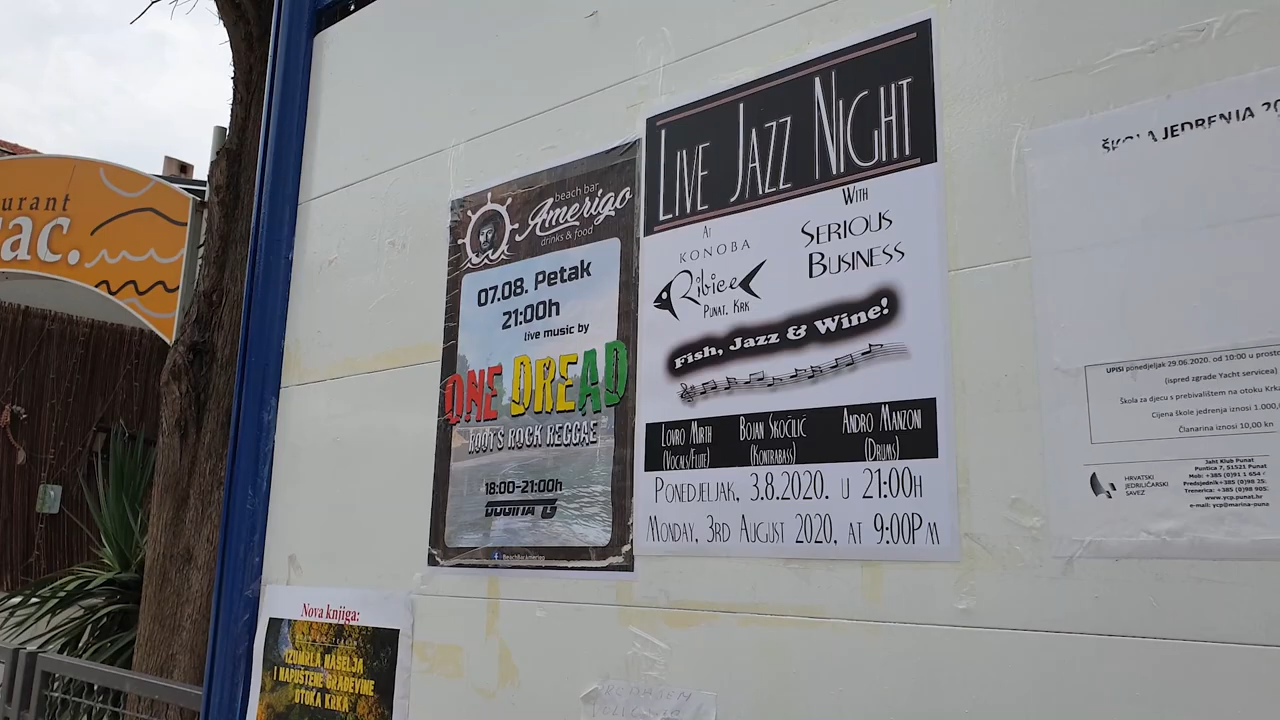 urant
ac.
beach bar
Amerigo
drinks & food
07.08. Petak
21:00h
live music by
ONE DREAD
ROOTS ROCK REGGAE
18:00-21:00h
BeachBarAmerigo
LIVE JAZZ NIGHT
AT
KONOBA
Ribice
PUNAT, KRK
WITH
SERIOUS
BUSINESS
Fish, Jazz & Wine!
LOVRO MIRTH
(VOCALS/FLUTE)
BOJAN SKOČILIĆ
(KONTRABASS)
ANDRO MANZONI
(DRUMS)
PONEDJELJAK, 3.8.2020. U 21:00H
MONDAY, 3RD AUGUST 2020, AT 9:00PM
ŠKOLA JEDRENJA 20
UPISI ponedjeljak 29.06.2020. od 10:00 u prosto
(ispred zgrade Yacht servicea)
Škola za djecu s prebivalištem na otoku Krk
Cijena škole jedrenja iznosi 1.000,
Članarina iznosi 10,00 kn
HRVATSKI
JEDRILIČARSKI
SAVEZ
Jaht Klub Punat
Puntica 7, 51521 Punat
Mob: +385 (0)91 1 654
Predsjednik+385 (0)98 25
Trenerica: +385 (0)98 905
www.ycp.punat.hr
e-mail: ycp@marina-puna
Nova knjiga:
IZUMRLA NASELJA
I NAPUŠTENE GRAĐEVINE
OTOKA KRKA